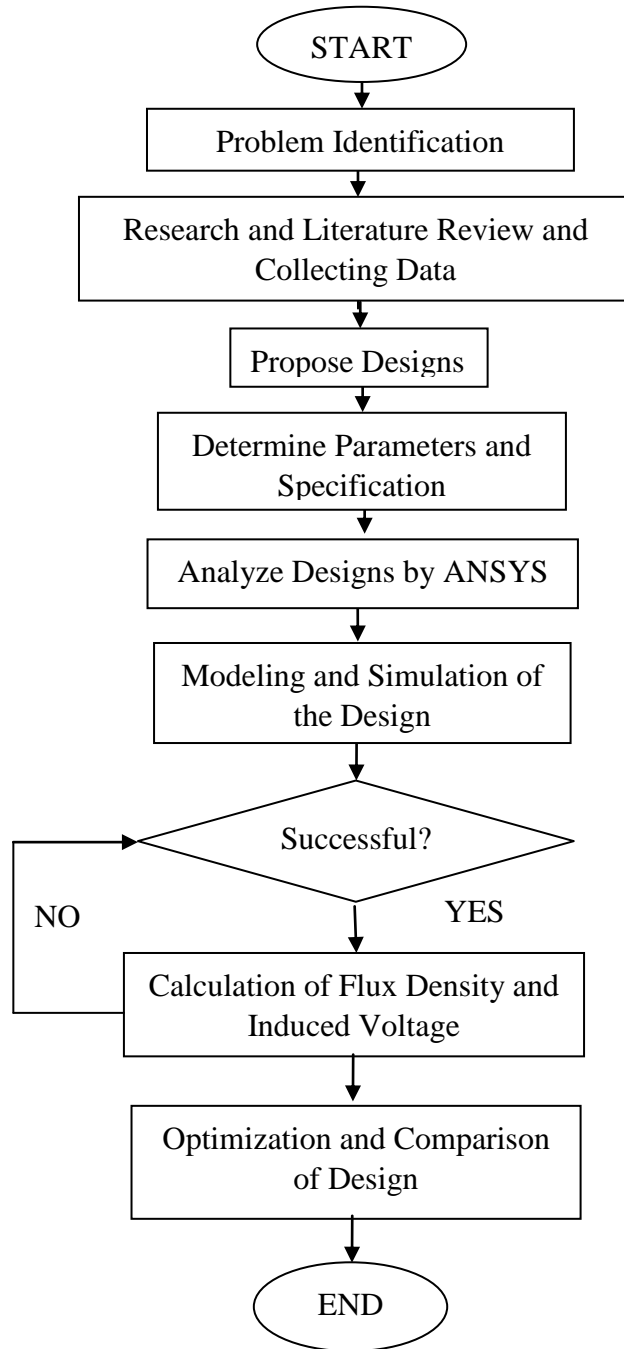 START
Problem Identification
Research and Literature Review and
Collecting Data
Propose Designs
Determine Parameters and
Specification
Analyze Designs by ANSYS
Modeling and Simulation of
the Design
Successful?
NO
YES
Calculation of Flux Density and
Induced Voltage
Optimization and Comparison
of Design
END